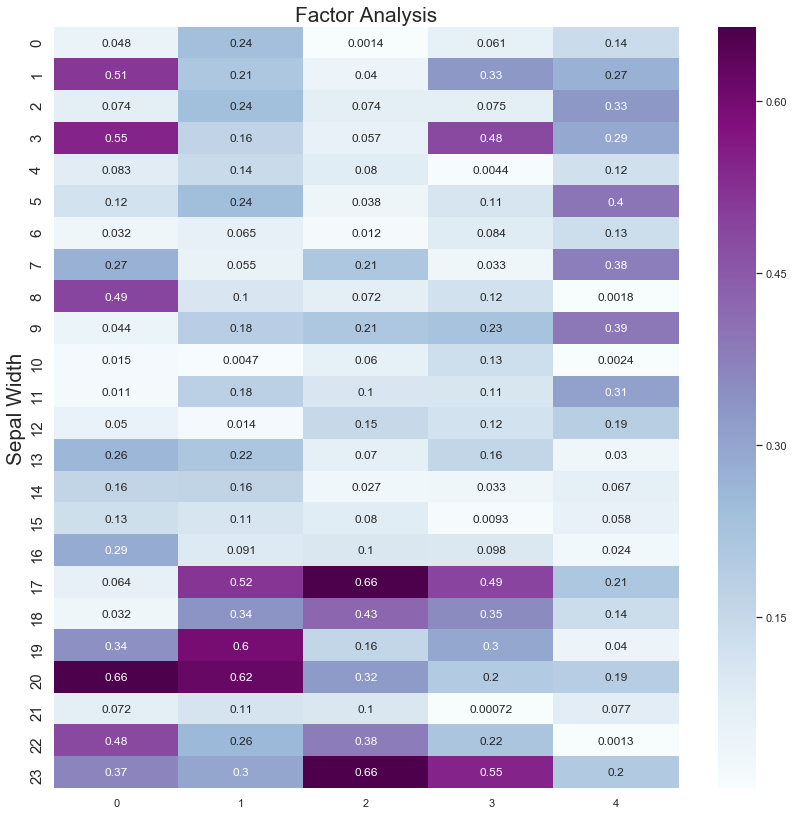 Factor Analysis
Sepal Width
0 0.048 0.24 0.0014 0.061 0.14
1 0.51 0.21 0.04 0.33 0.27
2 0.074 0.24 0.074 0.075 0.33
3 0.55 0.16 0.057 0.48 0.29
4 0.083 0.14 0.08 0.0044 0.12
5 0.12 0.24 0.038 0.11 0.4
6 0.032 0.065 0.012 0.084 0.13
7 0.27 0.055 0.21 0.033 0.38
8 0.49 0.1 0.072 0.12 0.0018
9 0.044 0.18 0.21 0.23 0.39
10 0.015 0.0047 0.06 0.13 0.0024
11 0.011 0.18 0.1 0.11 0.31
12 0.05 0.014 0.15 0.12 0.19
13 0.26 0.22 0.07 0.16 0.03
14 0.16 0.16 0.027 0.033 0.067
15 0.13 0.11 0.08 0.0093 0.058
16 0.29 0.091 0.1 0.098 0.024
17 0.064 0.52 0.66 0.49 0.21
18 0.032 0.34 0.43 0.35 0.14
19 0.34 0.6 0.16 0.3 0.04
20 0.66 0.62 0.32 0.2 0.19
21 0.072 0.11 0.1 0.00072 0.077
22 0.48 0.26 0.38 0.22 0.0013
23 0.37 0.3 0.66 0.55 0.2
0 1 2 3 4
0.60
0.45
0.30
0.15